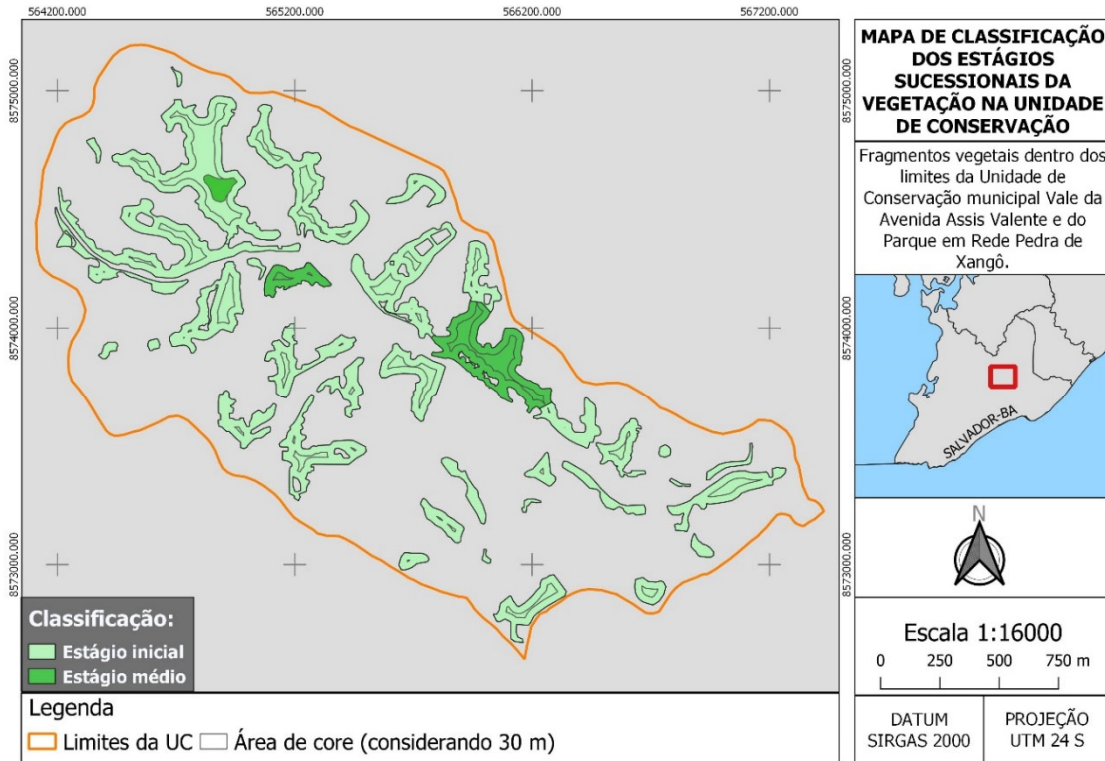 564200.000
565200.000
566200.000
567200.000
8575000.000
8575000.000
8574000.000
8574000.000
8573000.000
8573000.000
Classificação:
Estágio inicial
Estágio médio
Legenda
Limites da UC
Área de core (considerando 30 m)
MAPA DE CLASSIFICAÇÃO
DOS ESTÁGIOS
SUCESSIONAIS DA
VEGETAÇÃO NA UNIDADE
DE CONSERVAÇÃO
Fragmentos vegetais dentro dos
limites da Unidade de
Conservação municipal Vale da
Avenida Assis Valente e do
Parque em Rede Pedra de
Xangô.
SALVADOR-BA
N
Escala 1:16000
0 250 500 750 m
DATUM
SIRGAS 2000
PROJEÇÃO
UTM 24 S